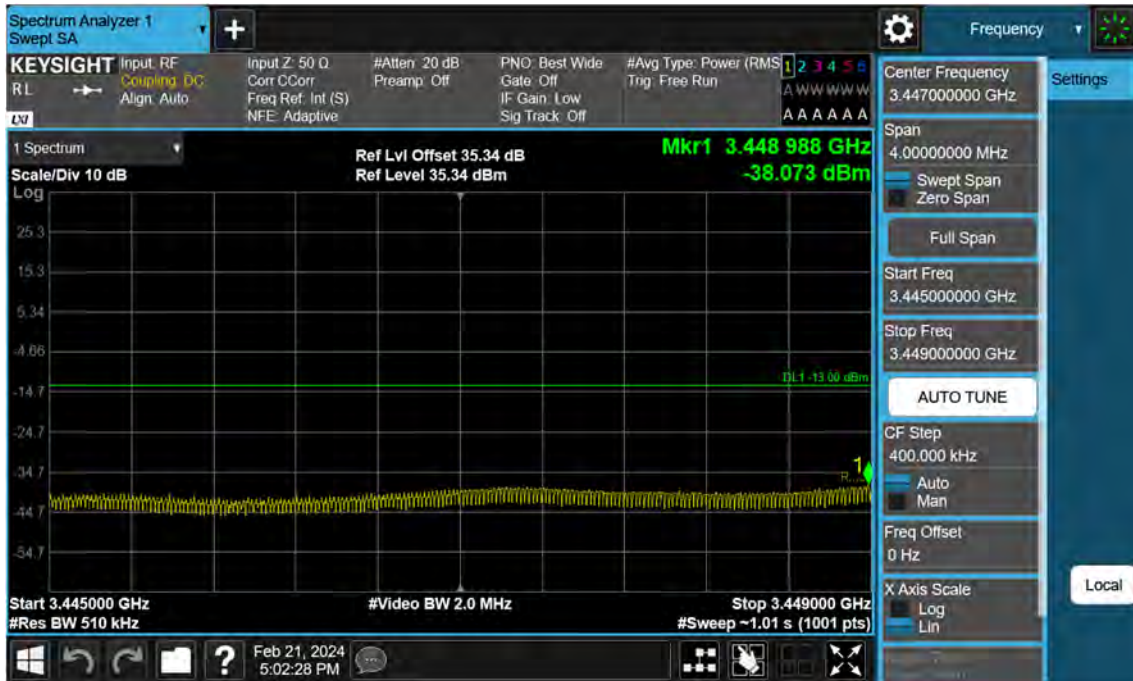 Spectrum Analyzer 1
Swept SA
+
Frequency
KEYSIGHT
RL
LXI
Input: RF
Coupling: DC
Align: Auto
Input Z: 50 Ω
Corr CCorr
Freq Ref: Int (S)
NFE: Adaptive
#Atten: 20 dB
Preamp: Off
PNO: Best Wide
Gate: Off
IF Gain: Low
Sig Track: Off
#Avg Type: Power (RMS
Trig: Free Run
1 2 3 4 5 6
A W W W W W
A A A A A A
1 Spectrum
Scale/Div 10 dB
Ref Lvl Offset 35.34 dB
Ref Level 35.34 dBm
Mkr1 3.448 988 GHz
-38.073 dBm
Log
25.3
15.3
5.34
-4.66
-14.7
-24.7
-34.7
-44.7
-54.7
DL1 -13.00 dBm
1
Start 3.445000 GHz
#Res BW 510 kHz
#Video BW 2.0 MHz
Stop 3.449000 GHz
#Sweep ~1.01 s (1001 pts)
Center Frequency
3.447000000 GHz
Span
4.00000000 MHz
Swept Span
Zero Span
Full Span
Start Freq
3.445000000 GHz
Stop Freq
3.449000000 GHz
AUTO TUNE
CF Step
400.000 kHz
Auto
Man
Freq Offset
0 Hz
X Axis Scale
Log
Lin
Settings
Local
?
Feb 21, 2024
5:02:28 PM